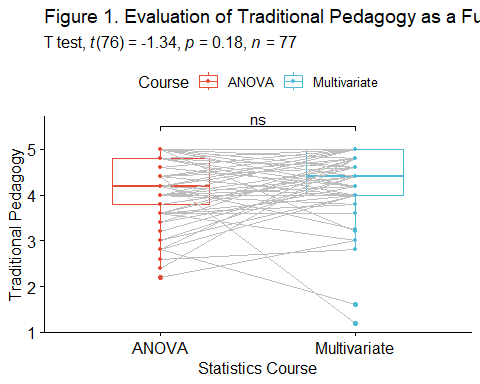 Figure 1. Evaluation of Traditional Pedagogy as a Fu
T test, t(76) = -1.34, p = 0.18, n = 77
Course ANOVA Multivariate
ns
5
4
3
2
1
Traditional Pedagogy
ANOVA Multivariate
Statistics Course